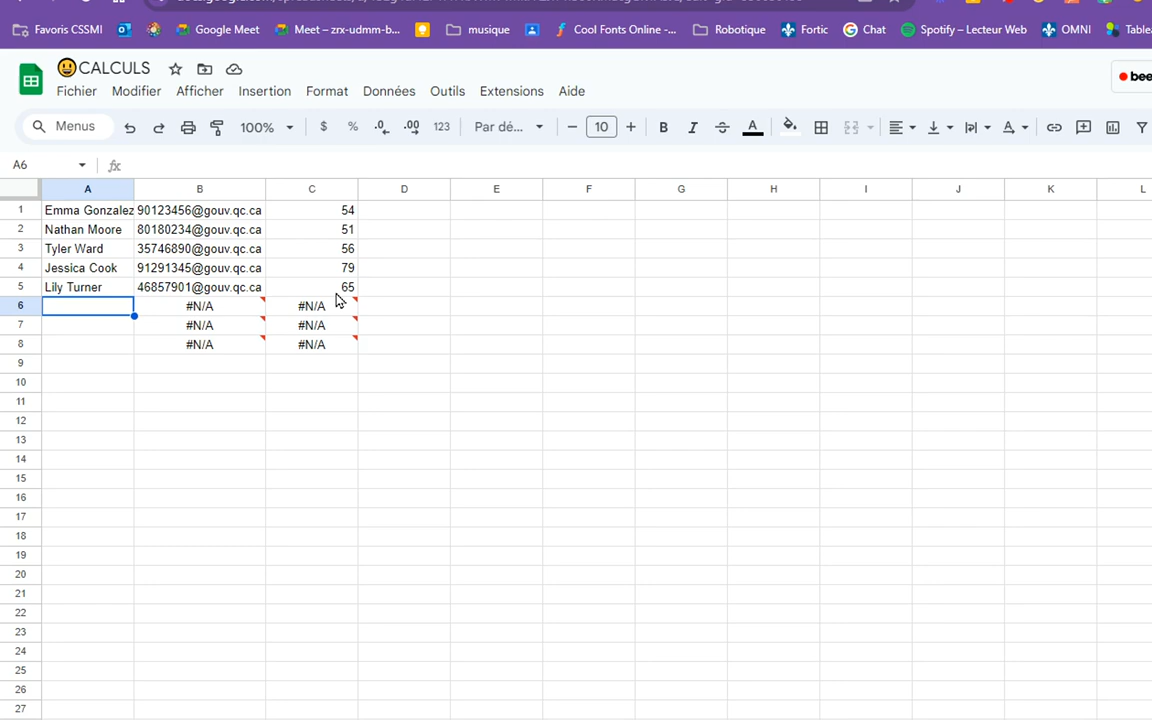 Favoris CSSMI Google Meet Meet – zrx-udmm-b... musique Cool Fonts Online -... Robotique Fortic Chat Spotify – Lecteur Web OMNI Table
😃CALCULS
bee
Fichier Modifier Afficher Insertion Format Données Outils Extensions Aide
Menus 100% $ % .0 .00 123 Par dé... − 10 + B I S A
A6 fx
A B C D E F G H I J K L
1 Emma Gonzalez 90123456@gouv.qc.ca 54
2 Nathan Moore 80180234@gouv.qc.ca 51
3 Tyler Ward 35746890@gouv.qc.ca 56
4 Jessica Cook 91291345@gouv.qc.ca 79
5 Lily Turner 46857901@gouv.qc.ca 65
6 #N/A #N/A
7 #N/A #N/A
8 #N/A #N/A
9
10
11
12
13
14
15
16
17
18
19
20
21
22
23
24
25
26
27